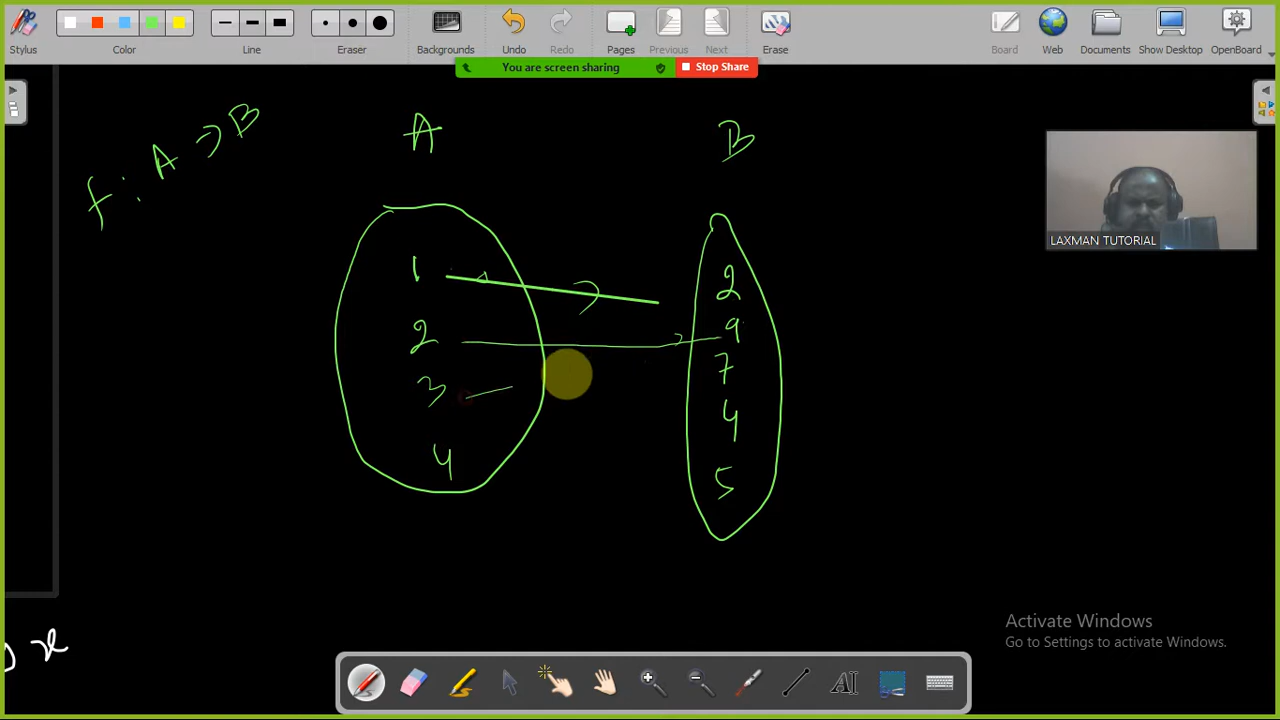 Stylus
Color
Line
Eraser
Backgrounds
Undo
Redo
Pages
Previous
Next
Erase
Board
Web
Documents
Show Desktop
OpenBoard
You are screen sharing
Stop Share
f : A → B
A
B
1
2
3
4
2
9
7
4
5
LAXMAN TUTORIAL
x
Activate Windows
Go to Settings to activate Windows.
AI